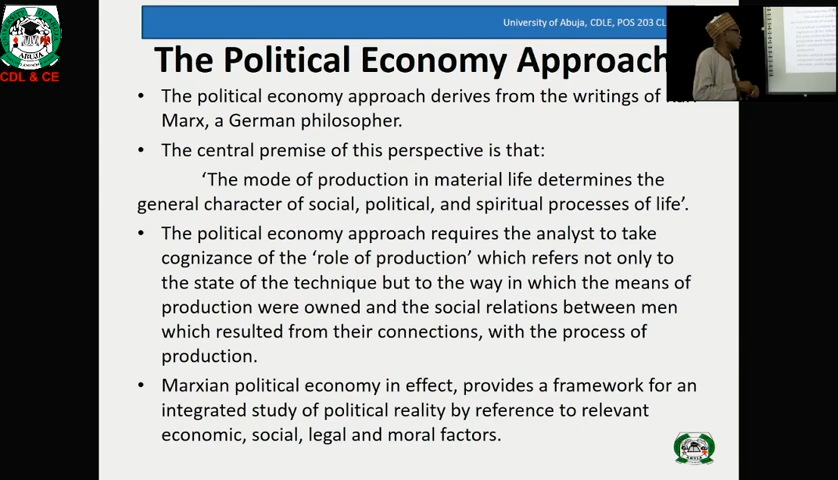 University of Abuja, CDLE, POS 203 CL
ABUJA
CDL & CE
The Political Economy Approach
• The political economy approach derives from the writings of
Marx, a German philosopher.
• The central premise of this perspective is that:
‘The mode of production in material life determines the
general character of social, political, and spiritual processes of life’.
• The political economy approach requires the analyst to take
cognizance of the ‘role of production’ which refers not only to
the state of the technique but to the way in which the means of
production were owned and the social relations between men
which resulted from their connections, with the process of
production.
• Marxian political economy in effect, provides a framework for an
integrated study of political reality by reference to relevant
economic, social, legal and moral factors.